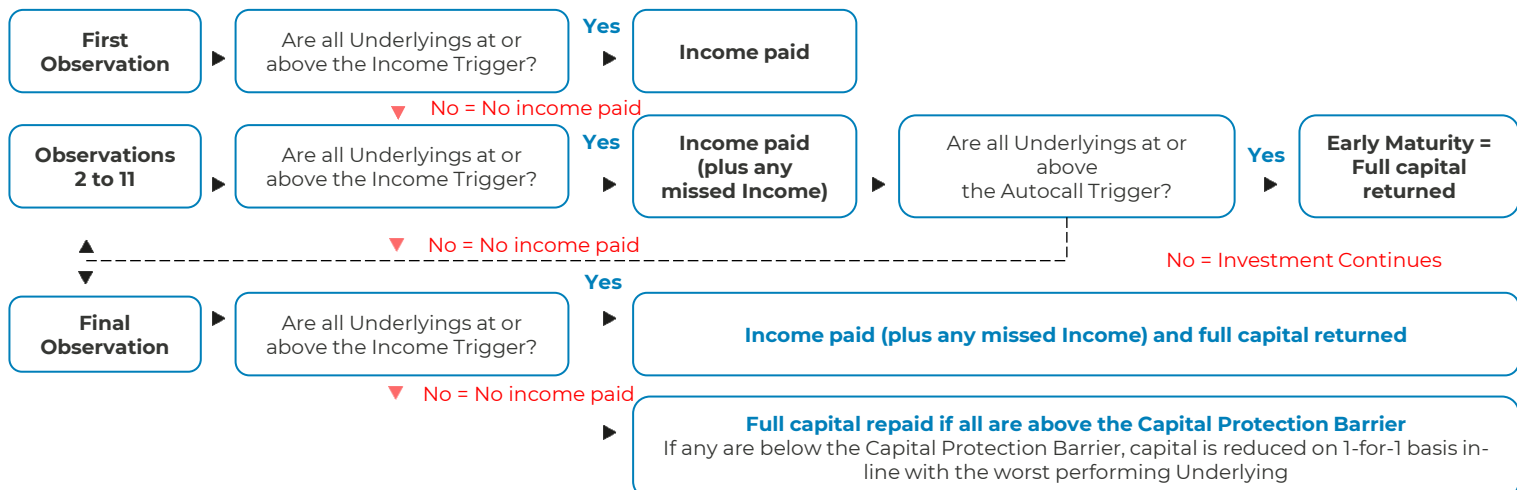 First
Observation
Are all Underlyings at or
above the Income Trigger?
Yes
Income paid
No = No income paid
Observations
2 to 11
Are all Underlyings at or
above the Income Trigger?
Yes
Income paid
(plus any
missed Income)
Are all Underlyings at or
above
the Autocall Trigger?
Yes
Early Maturity =
Full capital
returned
No = No income paid
No = Investment Continues
Final
Observation
Are all Underlyings at or
above the Income Trigger?
Yes
Income paid (plus any missed Income) and full capital returned
No = No income paid
Full capital repaid if all are above the Capital Protection Barrier
If any are below the Capital Protection Barrier, capital is reduced on 1-for-1 basis in-
line with the worst performing Underlying